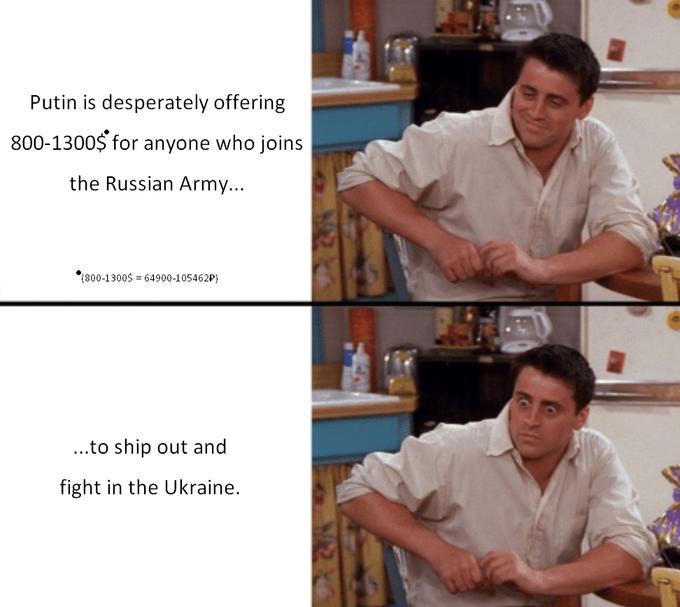 Putin is desperately offering
800-1300$• for anyone who joins
the Russian Army...
•(800-1300$ = 64900-105462₽)
...to ship out and
fight in the Ukraine.